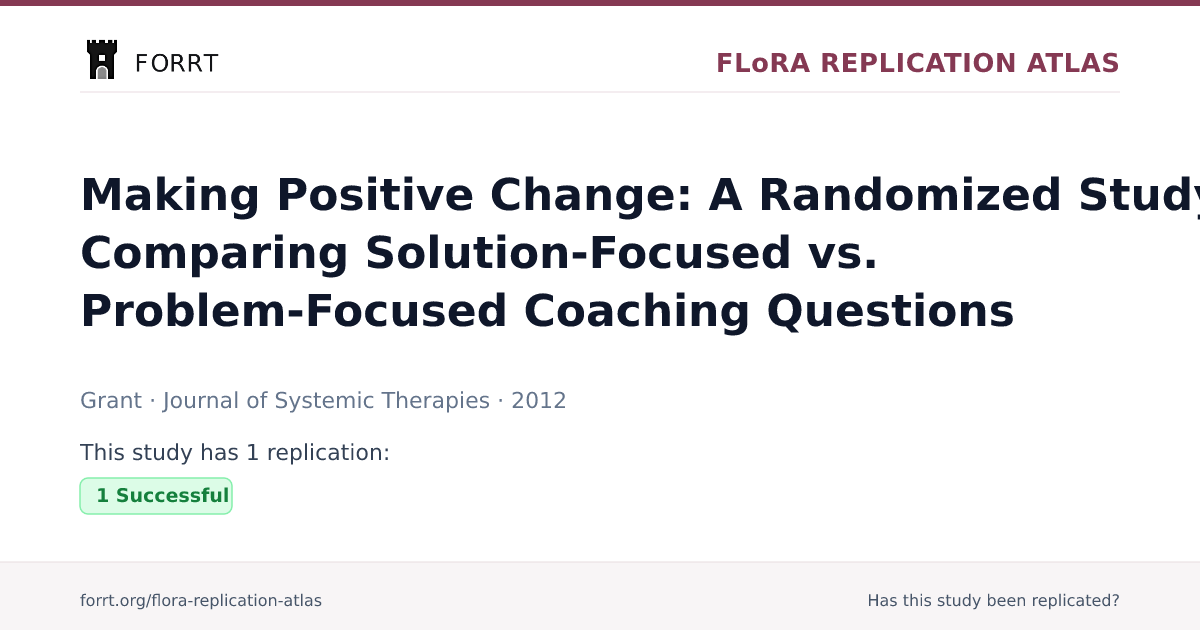 FORRT
FLoRA REPLICATION ATLAS
Making Positive Change: A Randomized Study
Comparing Solution-Focused vs.
Problem-Focused Coaching Questions
Grant · Journal of Systemic Therapies · 2012
This study has 1 replication:
1 Successful
forrt.org/flora-replication-atlas
Has this study been replicated?